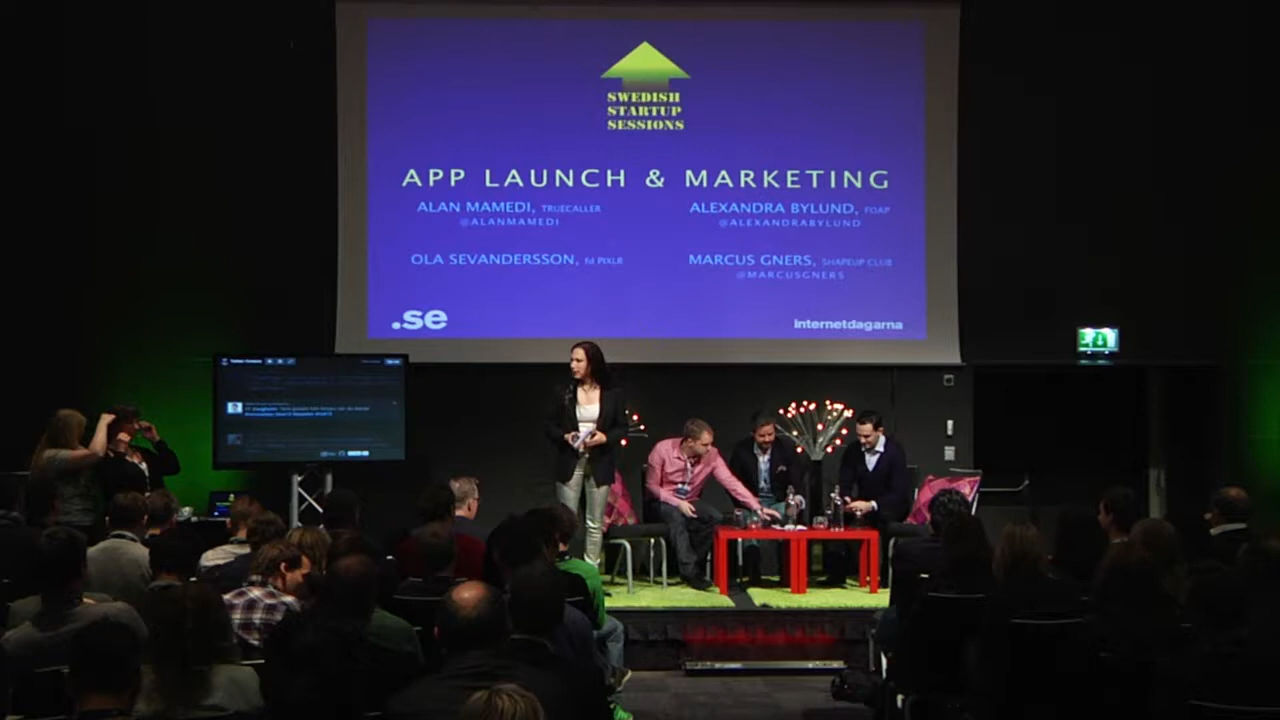 SWEDISH
STARTUP
SESSIONS
APP LAUNCH & MARKETING
ALAN MAMEDI, TRUECALLER
@ALANMAMEDI
ALEXANDRA BYLUND, FOAP
@ALEXANDRABYLUND
OLA SEVANDERSSON, fd PIXLR
MARCUS GNERS, SHAPEUP CLUB
@MARCUSGNERS
.se
internetdagarna